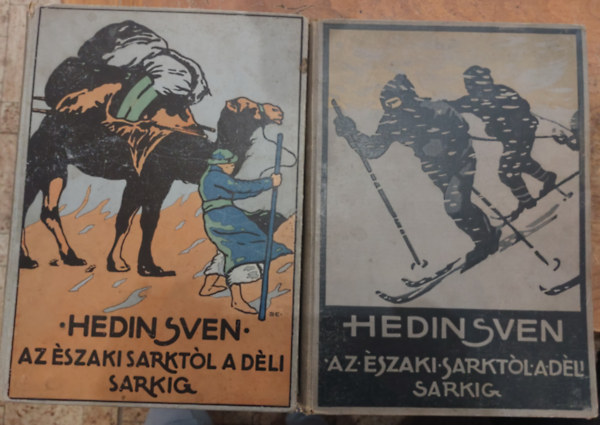 ·HEDIN SVEN·
AZ ÈSZAKI SARKTÒL A DÈLI
SARKIG
HEDIN SVEN
·AZ·ÈSZAKI·SARKTÒL·A·DÈLI
SARKIG